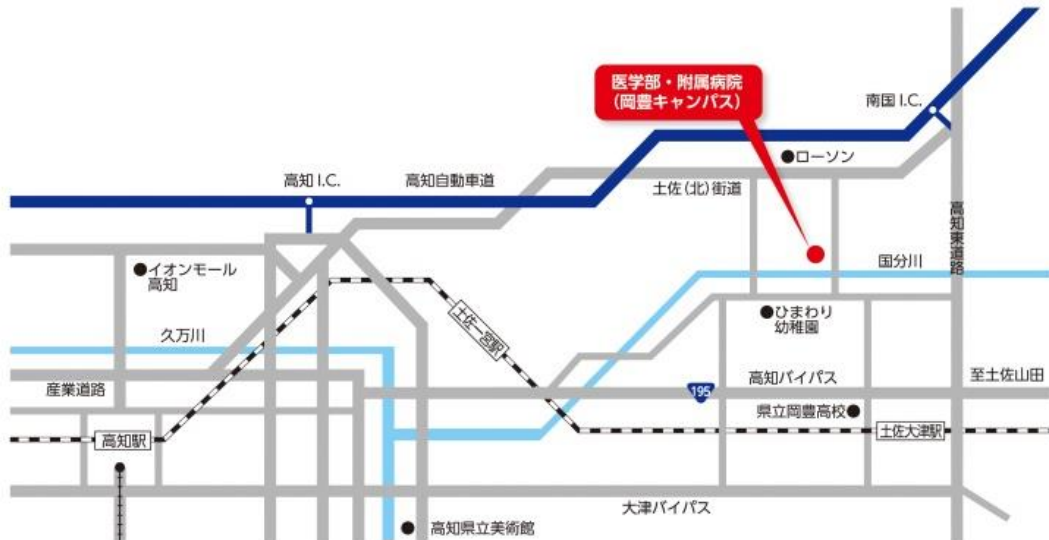 医学部・附属病院
(岡豊キャンパス)
南国 I.C.
ローソン
高知 I.C.
高知自動車道
土佐(北)街道
高知東道路
イオンモール
高知
国分川
ひまわり
幼稚園
久万川
土佐一宮駅
産業道路
195
高知バイパス
至土佐山田
県立岡豊高校
高知駅
土佐大津駅
大津バイパス
高知県立美術館